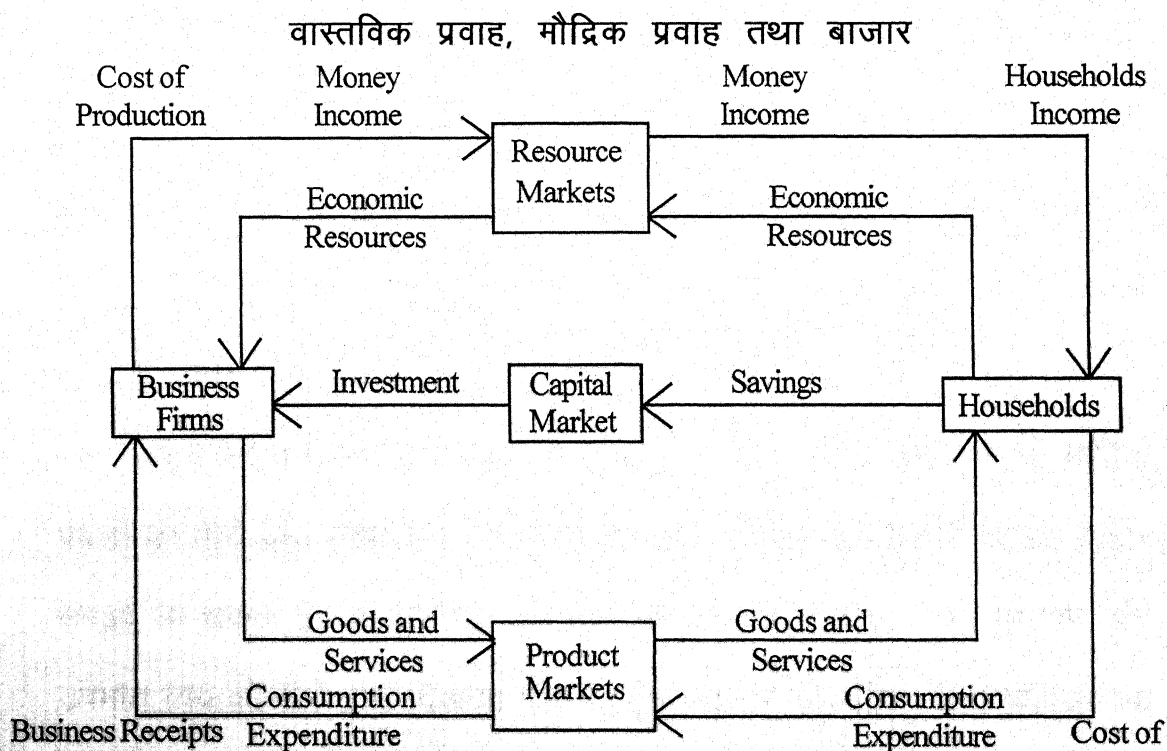 वास्तविक प्रवाह, मौद्रिक प्रवाह तथा बाजार
Cost of
Production
Money
Income
Money
Income
Households
Income
Resource
Markets
Economic
Resources
Economic
Resources
Business
Firms
Investment
Capital
Market
Savings
Households
Goods and
Services
Product
Markets
Goods and
Services
Business Receipts
Consumption
Expenditure
Consumption
Expenditure
Cost of